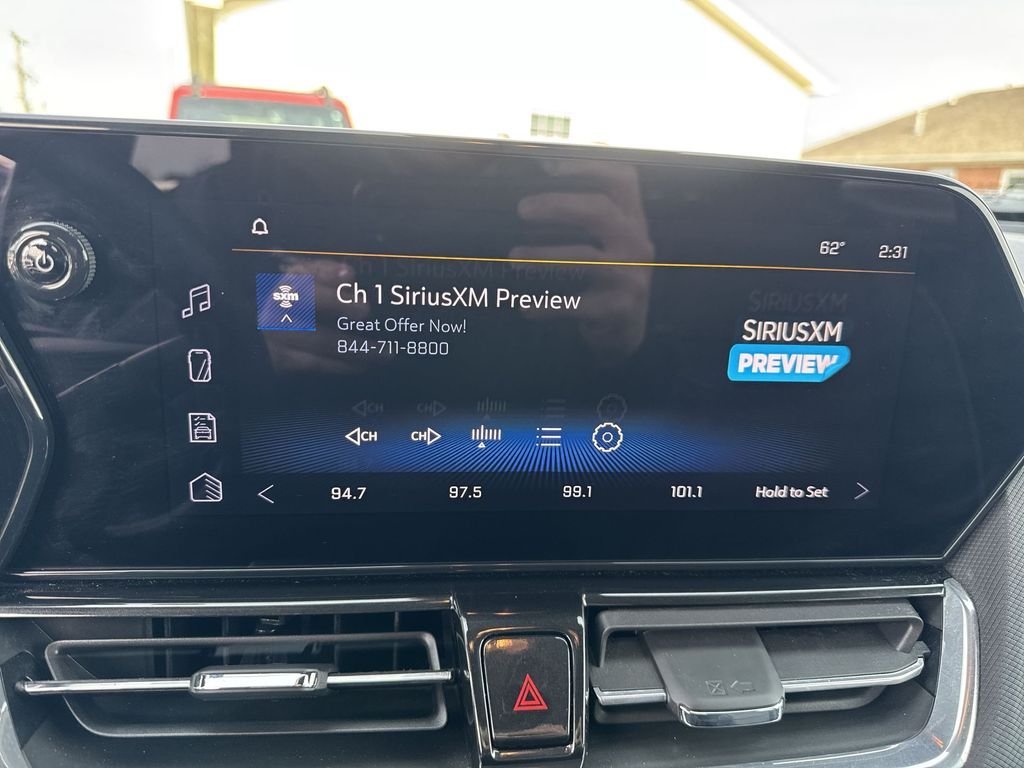 62° 2:31
sxm
Ch 1 SiriusXM Preview
Great Offer Now!
844-711-8800
SIRIUSXM
PREVIEW
CH CH
94.7 97.5 99.1 101.1 Hold to Set